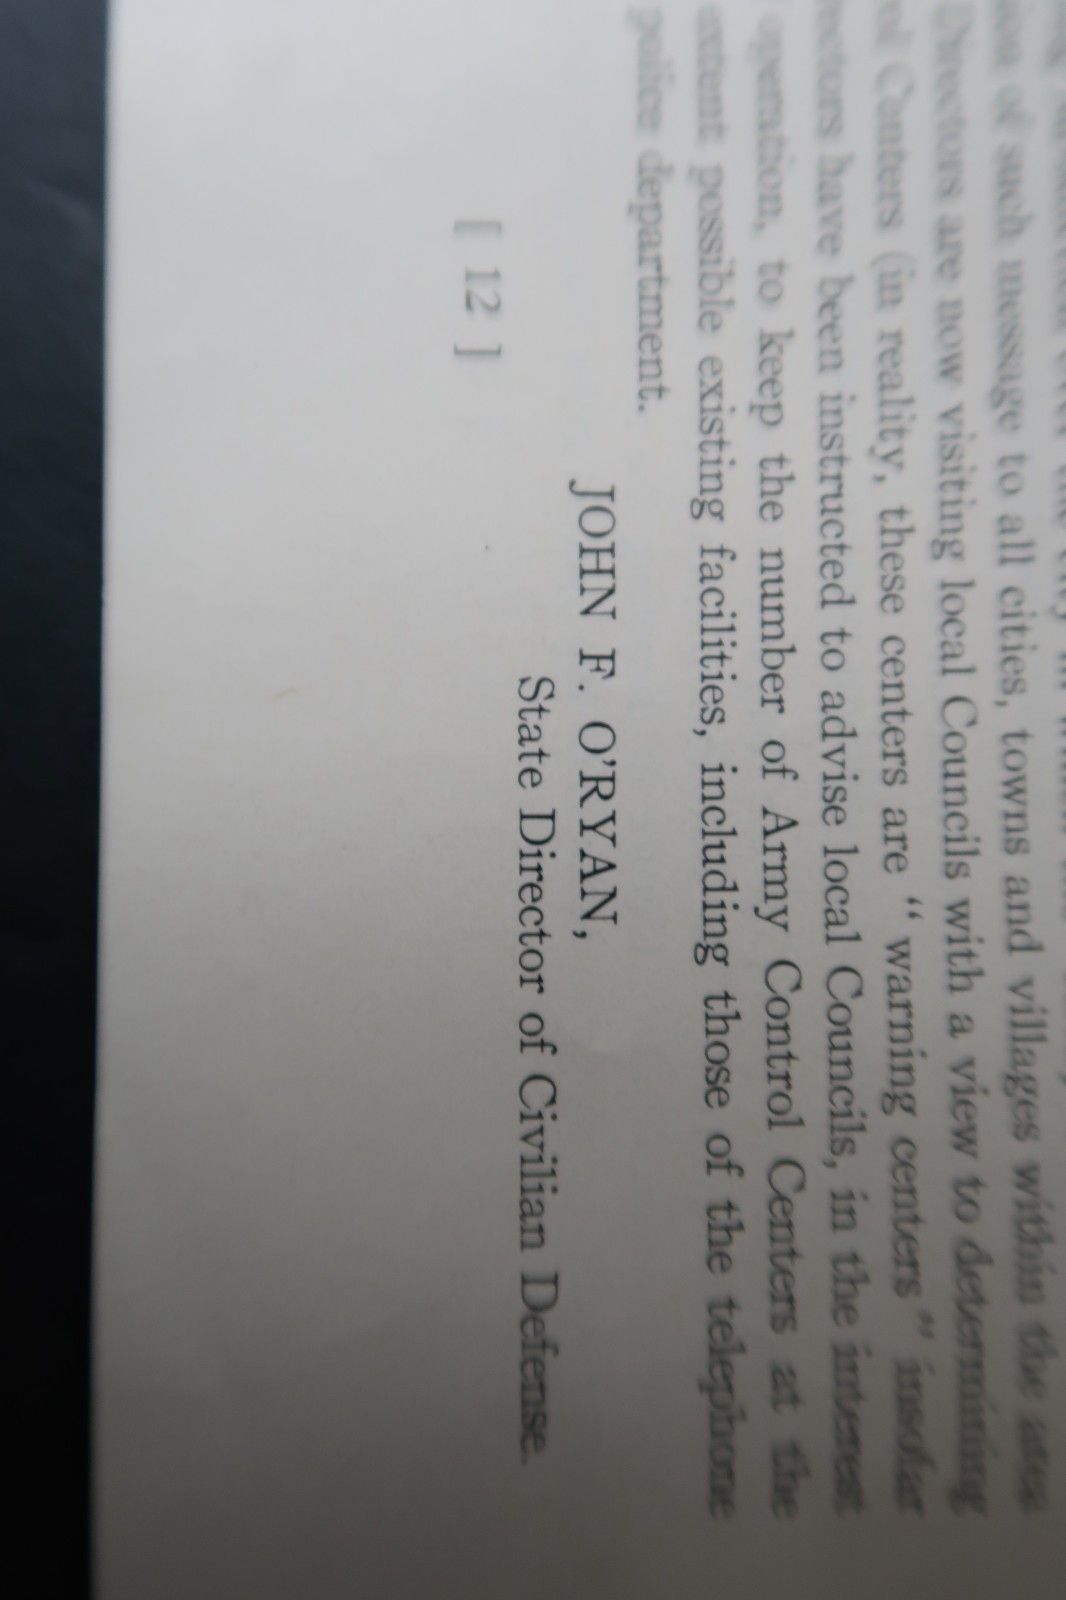 of such message to all cities, towns and villages within the area
Directors are now visiting local Councils with a view to determining
Centers (in reality, these centers are “ warning centers ” insofar
have been instructed to advise local Councils, in the interest
operation, to keep the number of Army Control Centers at the
extent possible existing facilities, including those of the telephone
police department.
JOHN F. O'RYAN,
State Director of Civilian Defense.
[ 12 ]